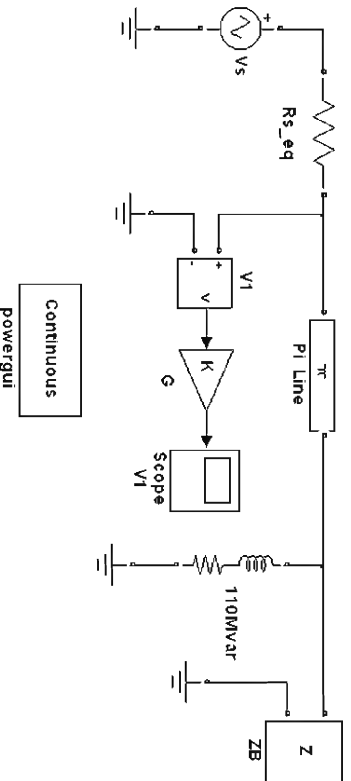 Vs
+
Rs_eq
+
-
v
V1
K
G
Scope
V1
π
Pi Line
110Mvar
Z
ZB
Continuous
powergui